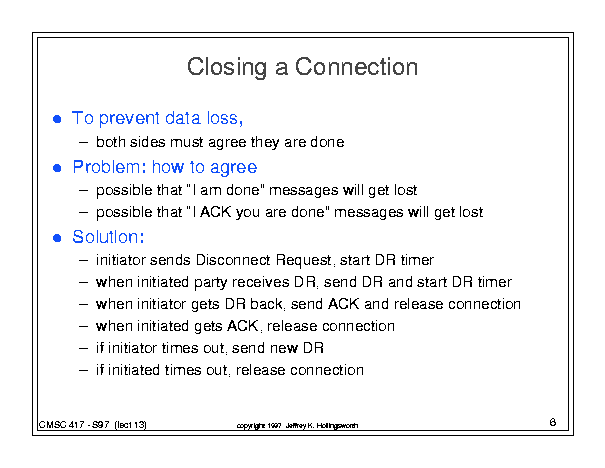 Closing a Connection
● To prevent data loss,
– both sides must agree they are done
● Problem: how to agree
– possible that "I am done" messages will get lost
– possible that "I ACK you are done" messages will get lost
● Solution:
– initiator sends Disconnect Request, start DR timer
– when initiated party receives DR, send DR and start DR timer
– when initiator gets DR back, send ACK and release connection
– when initiated gets ACK, release connection
– if initiator times out, send new DR
– if initiated times out, release connection
CMSC 417 - S97 (lect 13)
copyright 1997 Jeffrey K. Hollingsworth
6